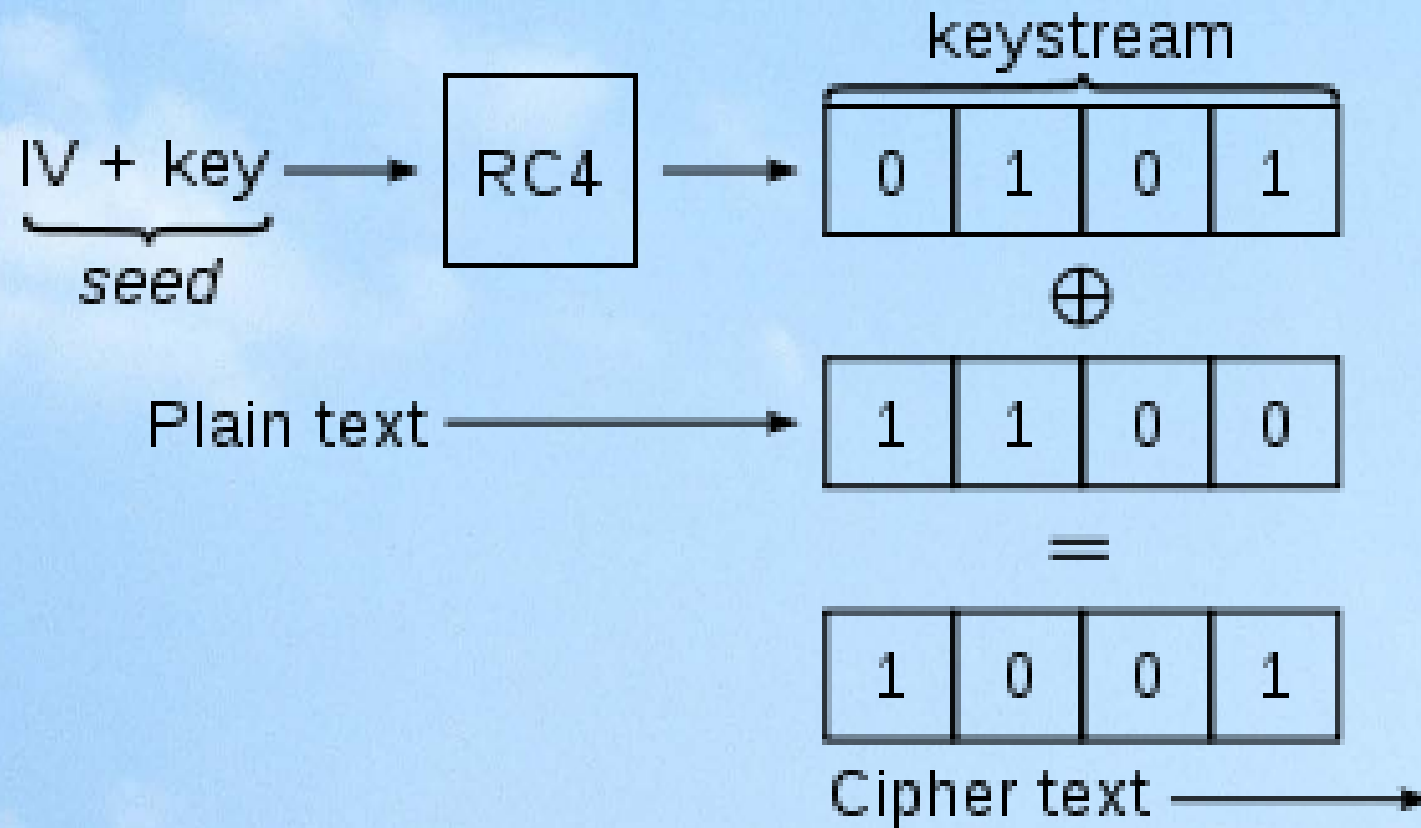 keystream
IV + key
RC4
0 1 0 1
seed
⊕
Plain text
1 1 0 0
=
1 0 0 1
Cipher text